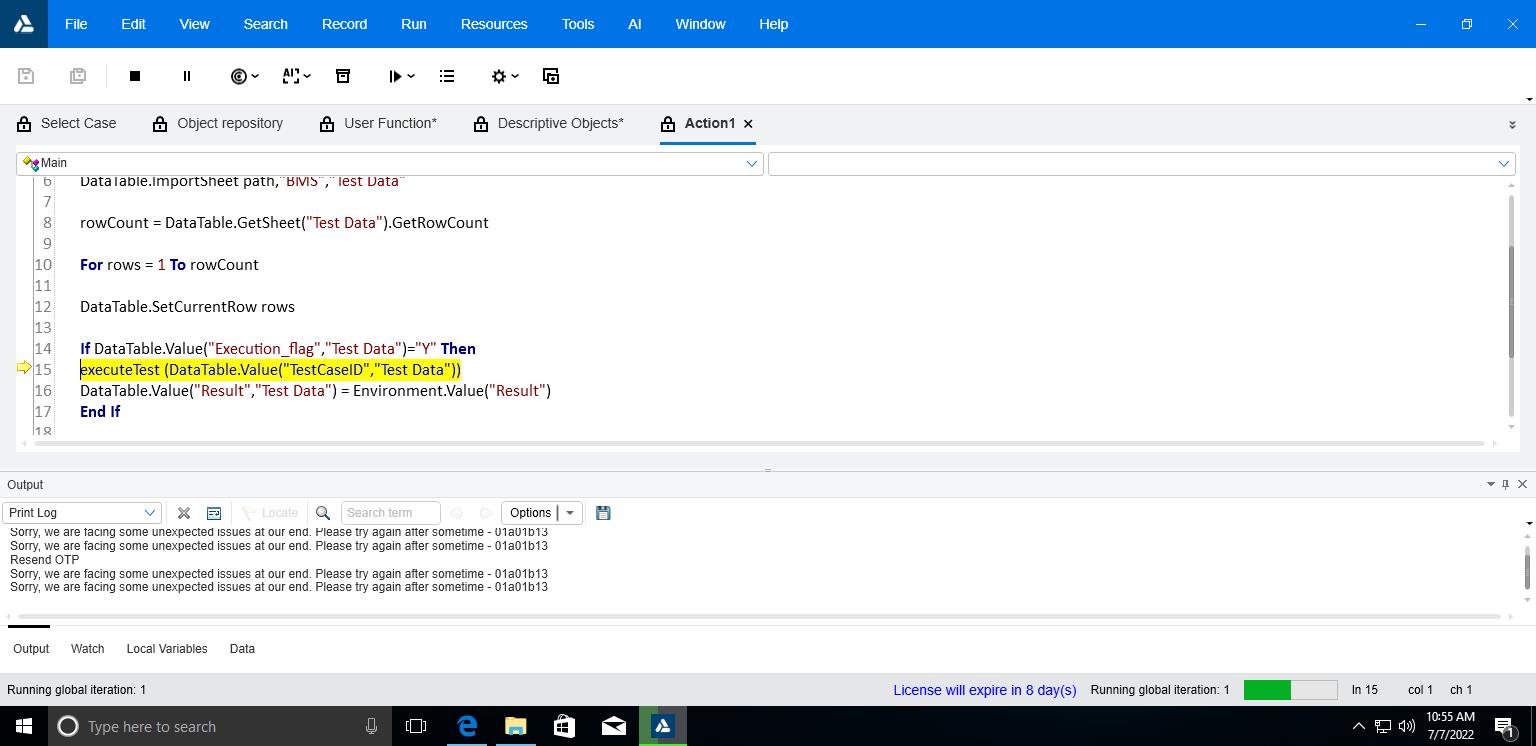 File Edit View Search Record Run Resources Tools AI Window Help
Select Case Object repository User Function* Descriptive Objects* Action1
Main
6 DataTable.ImportSheet path,"BMS","Test Data"
7
8 rowCount = DataTable.GetSheet("Test Data").GetRowCount
9
10 For rows = 1 To rowCount
11
12 DataTable.SetCurrentRow rows
13
14 If DataTable.Value("Execution_flag","Test Data")="Y" Then
15 executeTest (DataTable.Value("TestCaseID","Test Data"))
16 DataTable.Value("Result","Test Data") = Environment.Value("Result")
17 End If
18
Output
Print Log Locate Search term Options
Sorry, we are facing some unexpected issues at our end. Please try again after sometime - 01a01b13
Sorry, we are facing some unexpected issues at our end. Please try again after sometime - 01a01b13
Resend OTP
Sorry, we are facing some unexpected issues at our end. Please try again after sometime - 01a01b13
Sorry, we are facing some unexpected issues at our end. Please try again after sometime - 01a01b13
Output Watch Local Variables Data
Running global iteration: 1 License will expire in 8 day(s) Running global iteration: 1 ln 15 col 1 ch 1
Type here to search 10:55 AM
7/7/2022 1